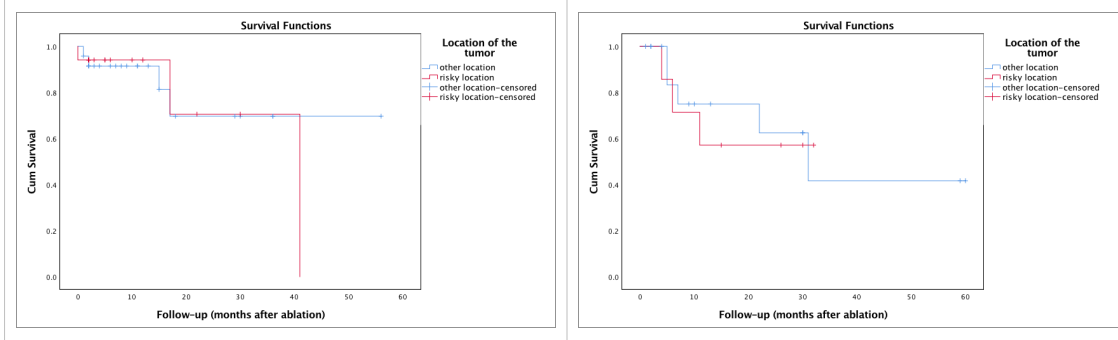 Survival Functions
Cum Survival
1.0
0.8
0.6
0.4
0.2
0.0
0 10 20 30 40 50 60
Follow-up (months after ablation)
Location of the
tumor
other location
risky location
other location-censored
risky location-censored
Survival Functions
Cum Survival
1.0
0.8
0.6
0.4
0.2
0.0
0 10 20 30 40 50 60
Follow-up (months after ablation)
Location of the
tumor
other location
risky location
other location-censored
risky location-censored